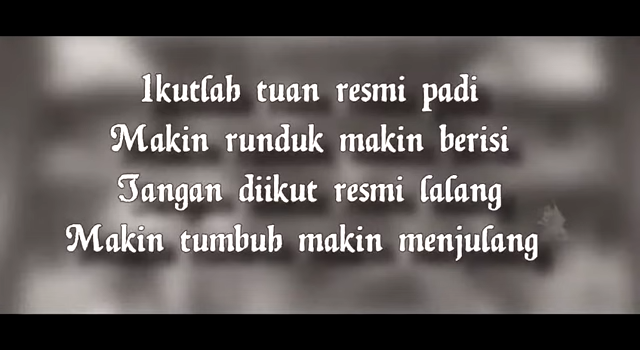 Ikutlah tuan resmi padi
Makin runduk makin berisi
Jangan diikut resmi lalang
Makin tumbuh makin menjulang